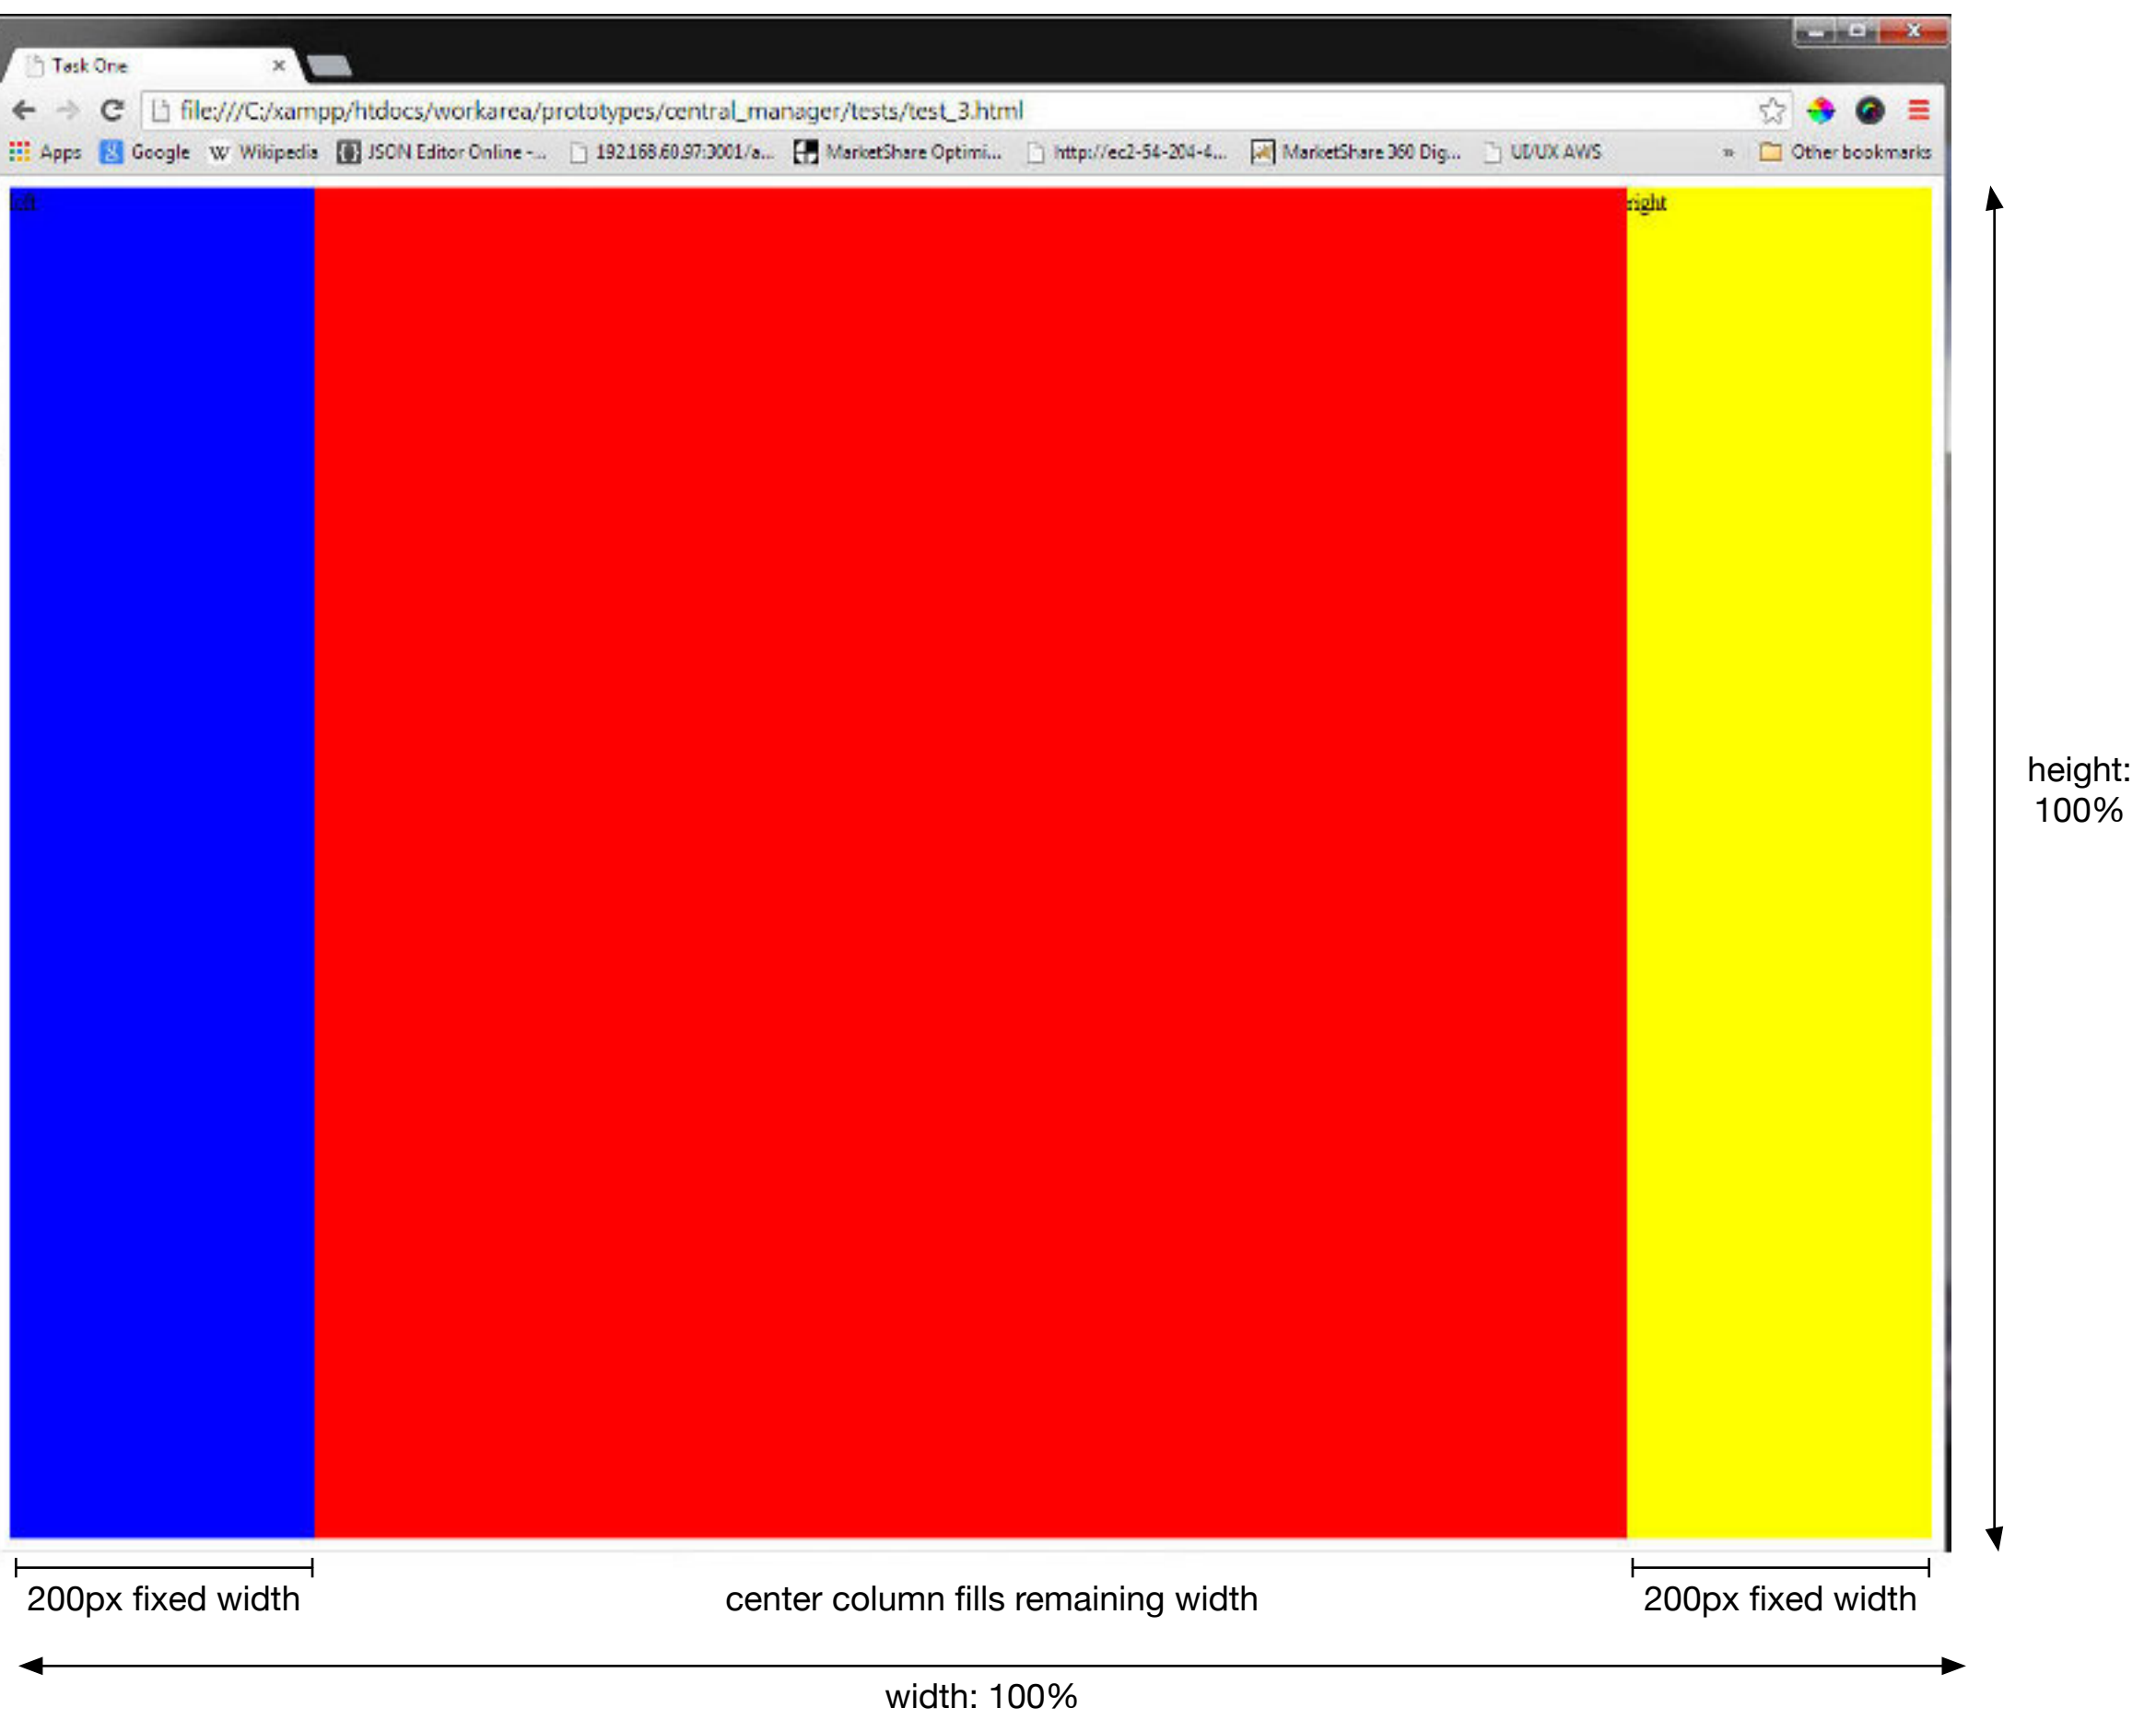 Task One
file:///C:/xampp/htdocs/workarea/prototypes/central_manager/tests/test_3.html
Apps Google W Wikipedia JSON Editor Online -... 192.168.60.97:3001/a... MarketShare Optimi... http://ec2-54-204-4... MarketShare 360 Dig... UI/UX AWS » Other bookmarks
left right
height:
100%
200px fixed width center column fills remaining width 200px fixed width
width: 100%